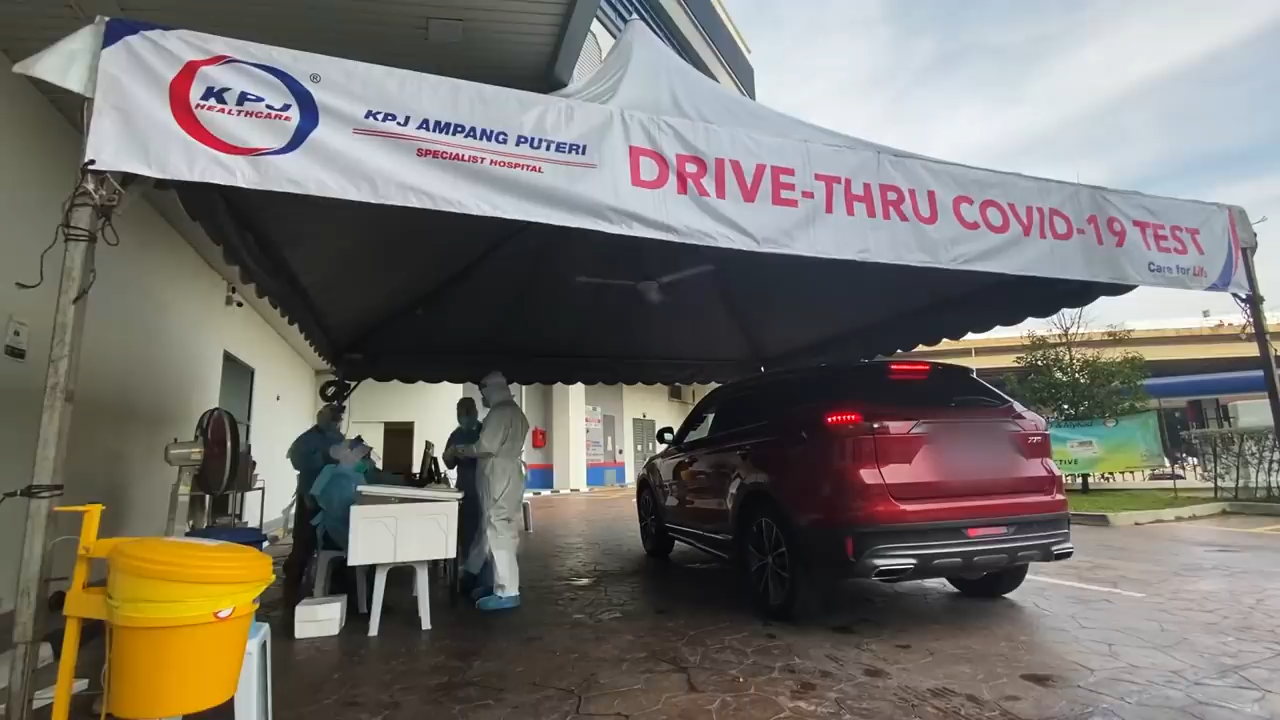 KPJ
HEALTHCARE
®
KPJ AMPANG PUTERI
SPECIALIST HOSPITAL
DRIVE-THRU COVID-19 TEST
Care for Life